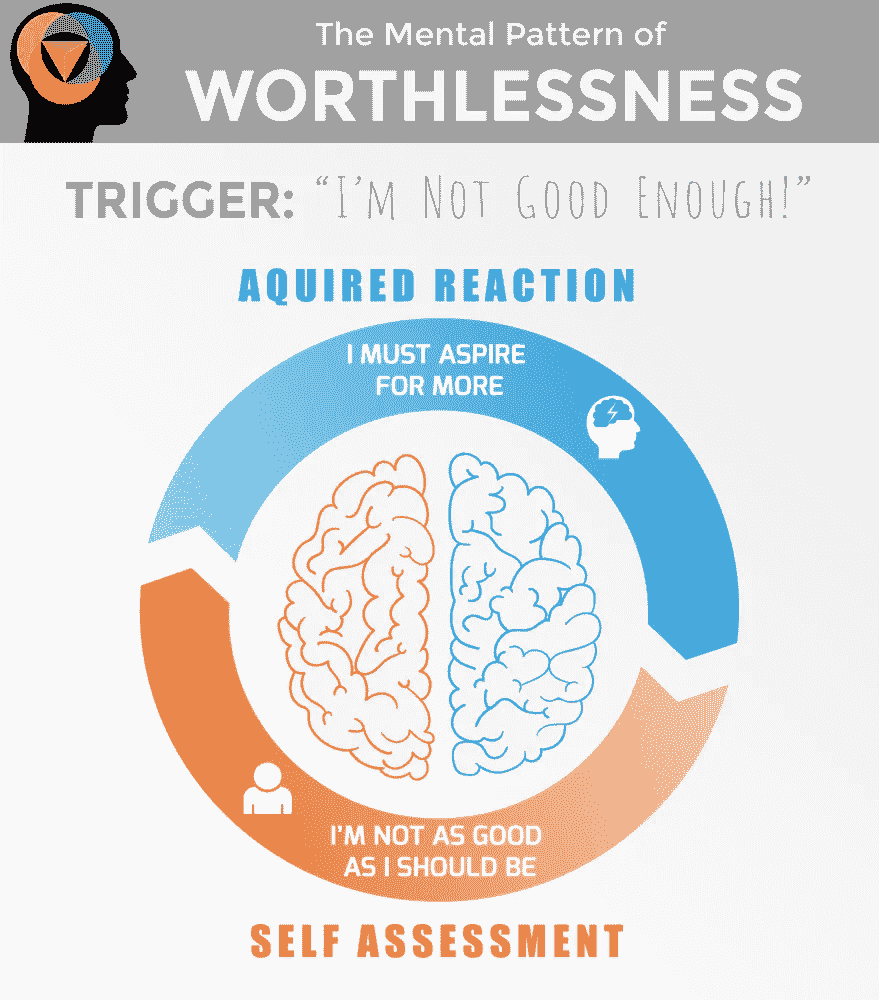 The Mental Pattern of
WORTHLESSNESS
TRIGGER: “I’m Not Good Enough!”
AQUIRED REACTION
I MUST ASPIRE
FOR MORE
I’M NOT AS GOOD
AS I SHOULD BE
SELF ASSESSMENT